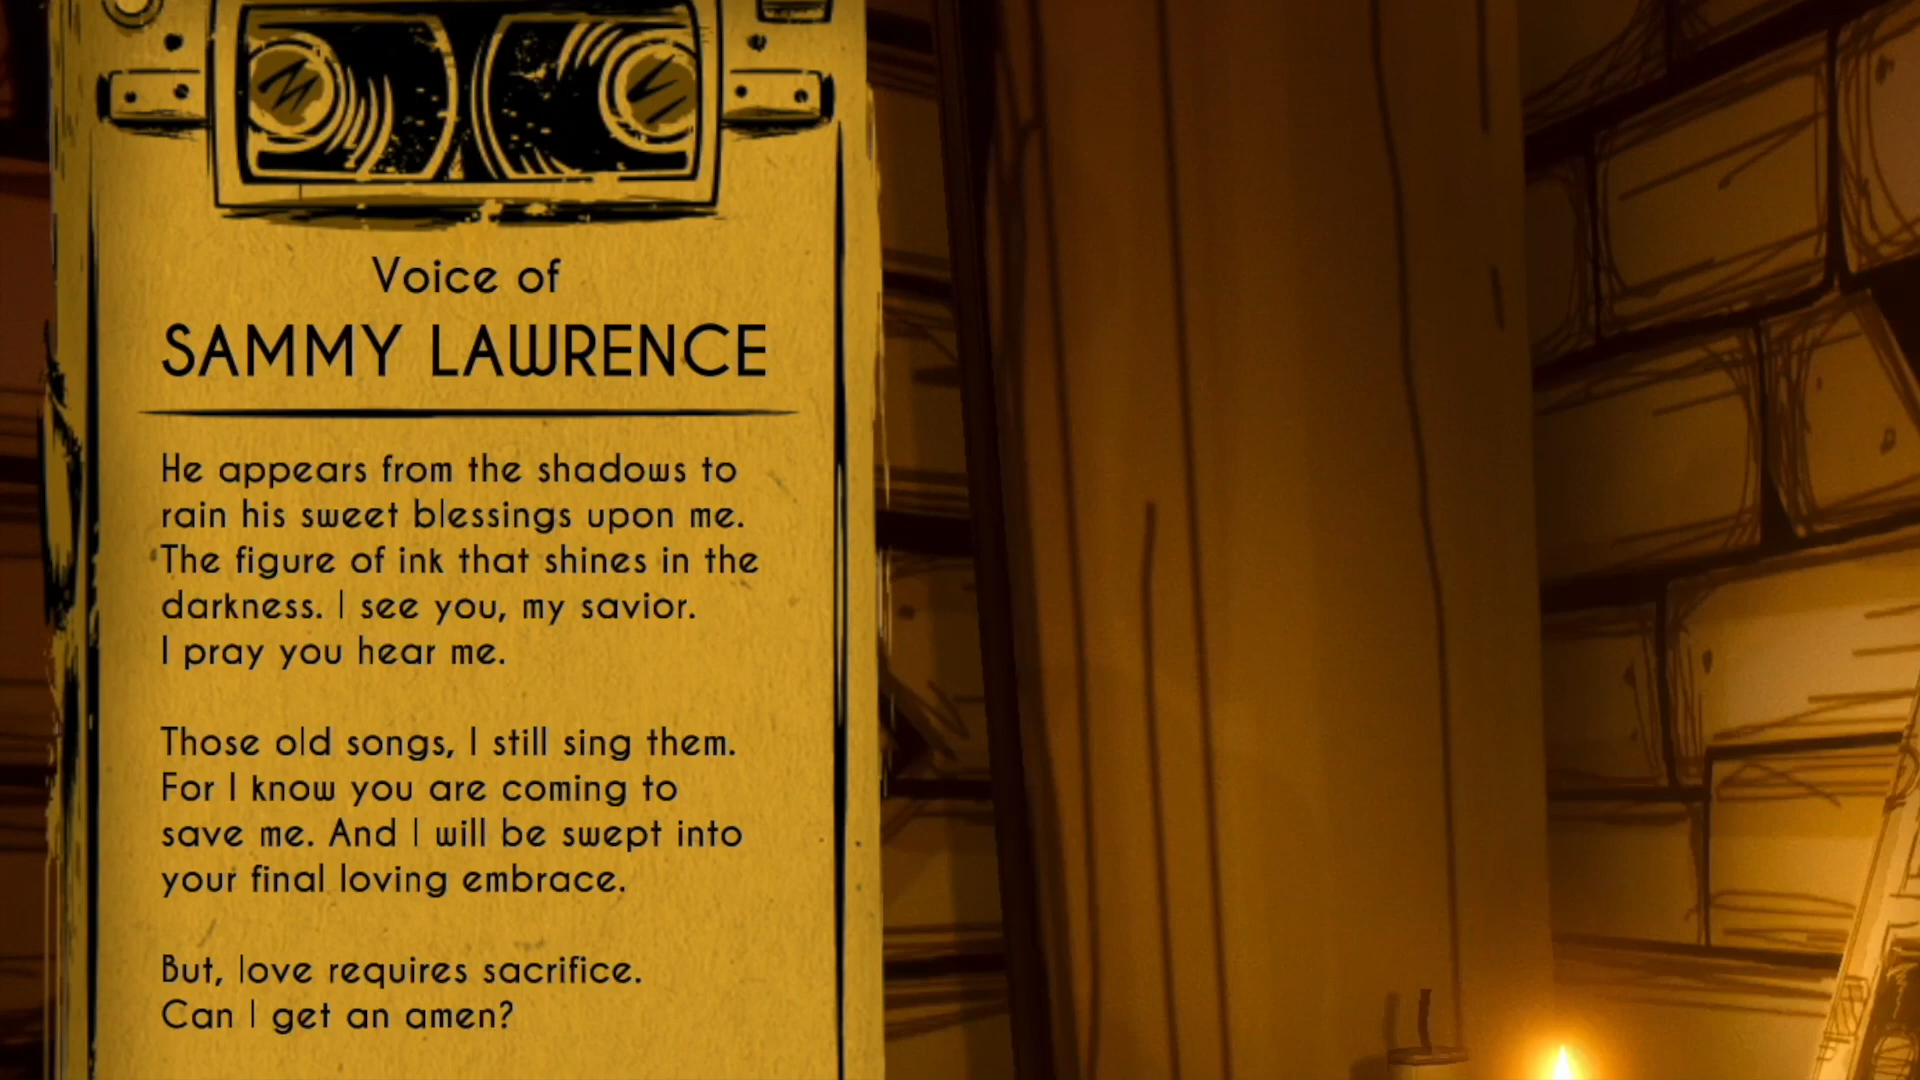 Voice of
SAMMY LAWRENCE
He appears from the shadows to
rain his sweet blessings upon me.
The figure of ink that shines in the
darkness. I see you, my savior.
I pray you hear me.
Those old songs, I still sing them.
For I know you are coming to
save me. And I will be swept into
your final loving embrace.
But, love requires sacrifice.
Can I get an amen?